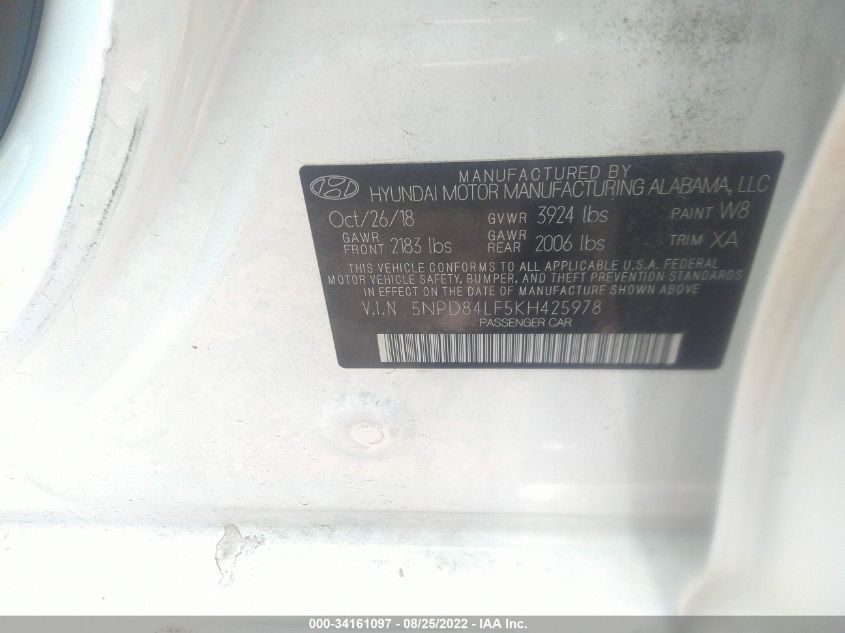 MANUFACTURED BY
HYUNDAI MOTOR MANUFACTURING ALABAMA, LLC
Oct/26/18 GVWR 3924 lbs PAINT W8
GAWR FRONT 2183 lbs GAWR REAR 2006 lbs TRIM XA
THIS VEHICLE CONFORMS TO ALL APPLICABLE U.S.A. FEDERAL
MOTOR VEHICLE SAFETY, BUMPER, AND THEFT PREVENTION STANDARDS
IN EFFECT ON THE DATE OF MANUFACTURE SHOWN ABOVE
V.I.N 5NPD84LF5KH425978
PASSENGER CAR
000-34161097 - 08/25/2022 - IAA Inc.